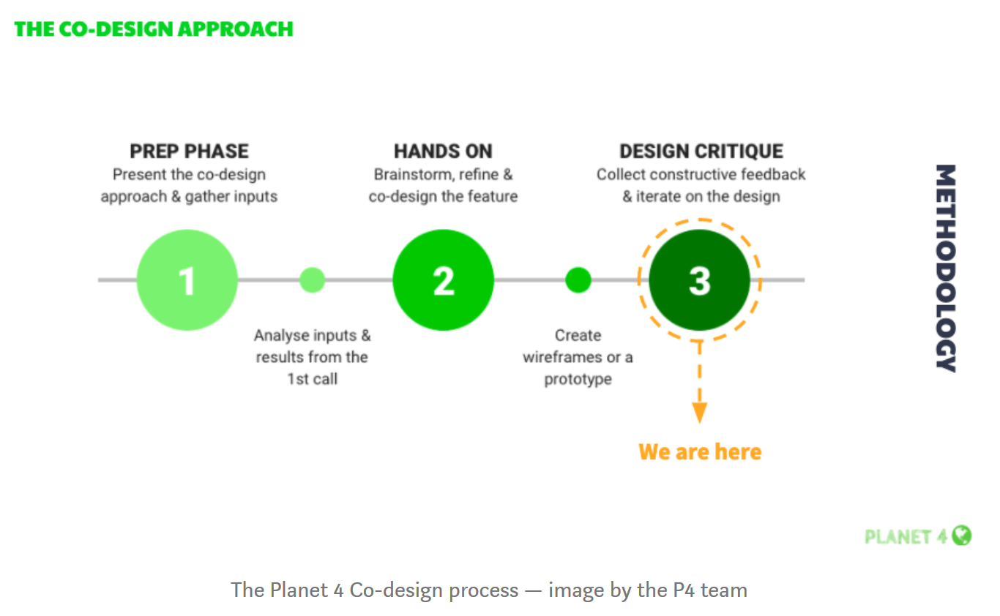 THE CO-DESIGN APPROACH
PREP PHASE
Present the co-design
approach & gather inputs
HANDS ON
Brainstorm, refine &
co-design the feature
DESIGN CRITIQUE
Collect constructive feedback
& iterate on the design
1
2
3
Analyse inputs &
results from the
1st call
Create
wireframes or a
prototype
We are here
METHODOLOGY
PLANET 4
The Planet 4 Co-design process — image by the P4 team